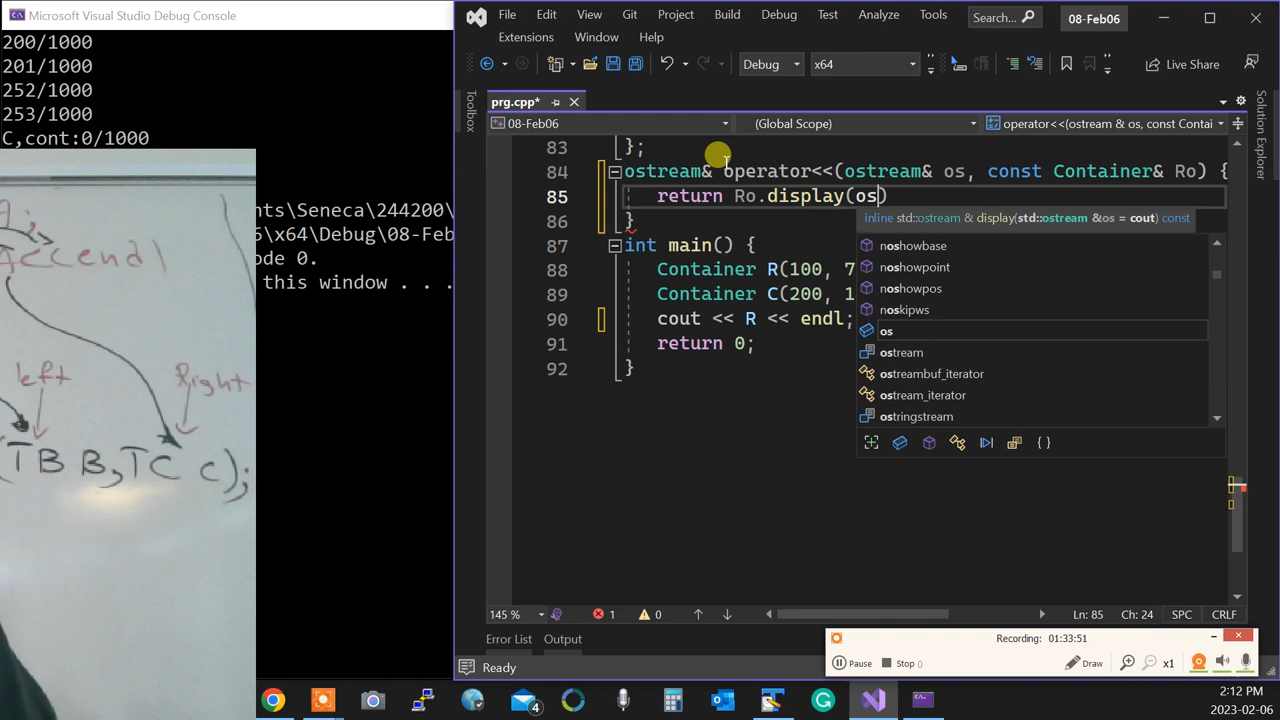 Microsoft Visual Studio Debug Console
200/1000
201/1000
252/1000
253/1000
C,cont:0/1000
nts\Seneca\244200\
6\x64\Debug\08-Feb
ode 0.
this window . . .
left
Right
TB B, TC C);
File Edit View Git Project Build Debug Test Analyze Tools Search... 08-Feb06
Extensions Window Help
Debug x64 Live Share
Toolbox
prg.cpp*
08-Feb06 (Global Scope) operator<<(ostream & os, const Contai
83 };
84 ostream& operator<<(ostream& os, const Container& Ro) {
85 return Ro.display(os)
86 }
87 int main() {
88 Container R(100, 7
89 Container C(200, 1
90 cout << R << endl;
91 return 0;
92 }
inline std::ostream & display(std::ostream &os = cout) const
noshowbase
noshowpoint
noshowpos
noskipws
os
ostream
ostreambuf_iterator
ostream_iterator
ostringstream
Solution Explorer
145 % 1 0 Ln: 85 Ch: 24 SPC CRLF
Error List Output
Ready
Recording: 01:33:51
Pause Stop () Draw x1
4
2:12 PM
2023-02-06